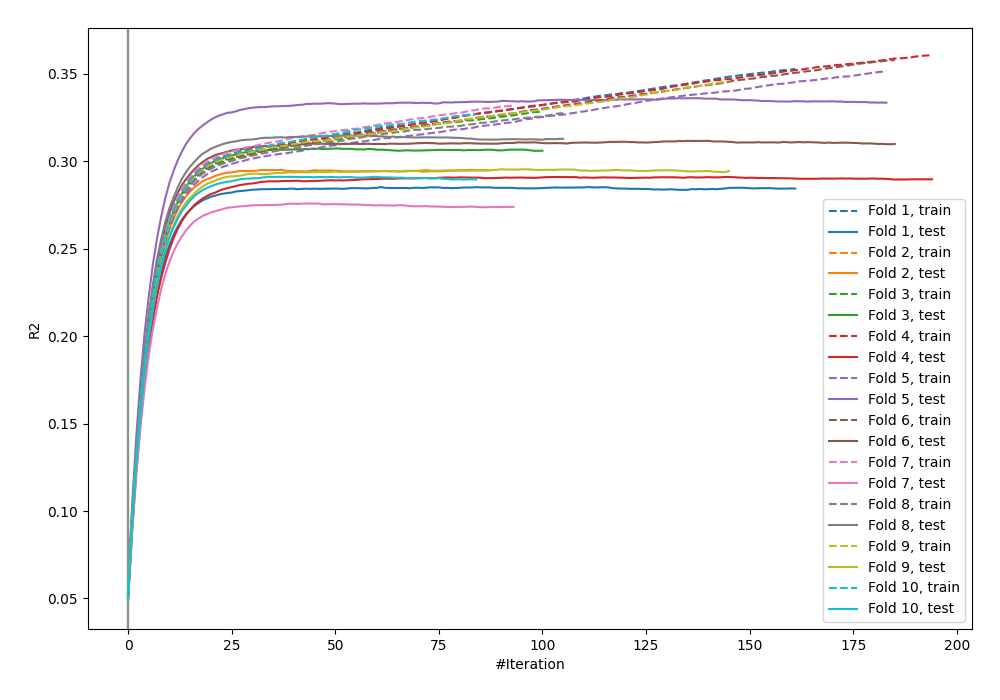 0.35
0.30
0.25
0.20
0.15
0.10
0.05
R2
0 25 50 75 100 125 150 175 200
#Iteration
Fold 1, train
Fold 1, test
Fold 2, train
Fold 2, test
Fold 3, train
Fold 3, test
Fold 4, train
Fold 4, test
Fold 5, train
Fold 5, test
Fold 6, train
Fold 6, test
Fold 7, train
Fold 7, test
Fold 8, train
Fold 8, test
Fold 9, train
Fold 9, test
Fold 10, train
Fold 10, test